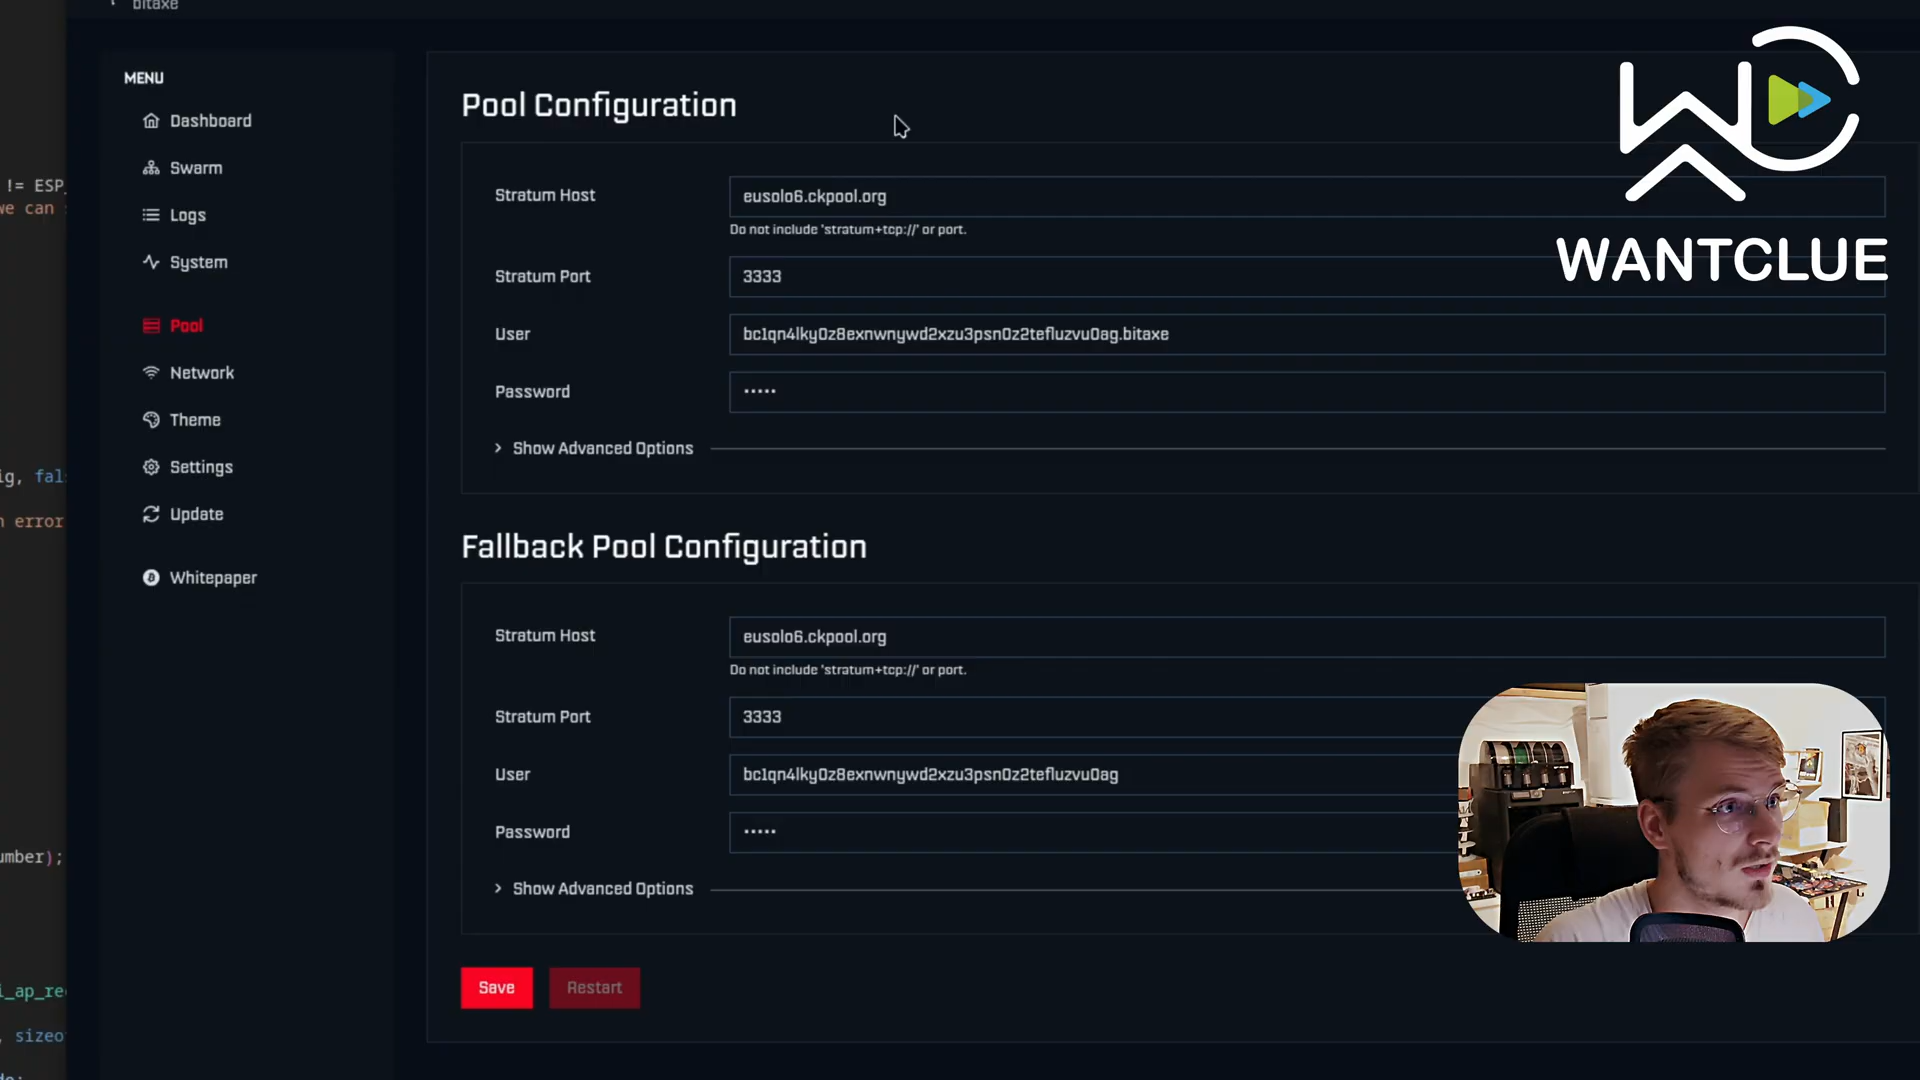 bitaxe
MENU
Dashboard
Swarm
Logs
System
Pool
Network
Theme
Settings
Update
Whitepaper
Pool Configuration
Stratum Host
eusolo6.ckpool.org
Do not include 'stratum+tcp://' or port.
Stratum Port
3333
User
bc1qn4lky0z8exnwnywd2xzu3psn0z2tefluzvu0ag.bitaxe
Password
•••••
Show Advanced Options
Fallback Pool Configuration
Stratum Host
eusolo6.ckpool.org
Do not include 'stratum+tcp://' or port.
Stratum Port
3333
User
bc1qn4lky0z8exnwnywd2xzu3psn0z2tefluzvu0ag
Password
•••••
Show Advanced Options
Save
Restart
WANTCLUE
!= ESP_
we can
ig, fal
n error
umber);
i_ap_re
, sizeo